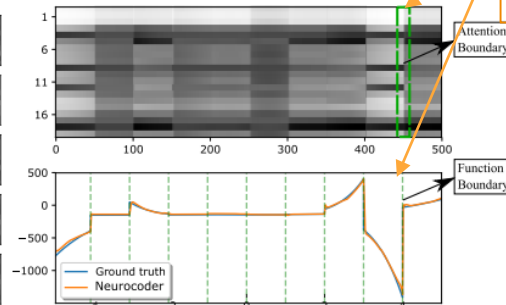 1
6
11
16
0
100
200
300
400
500
Attention
Boundary
500
0
−500
−1000
Function
Boundary
Ground truth
Neurocoder